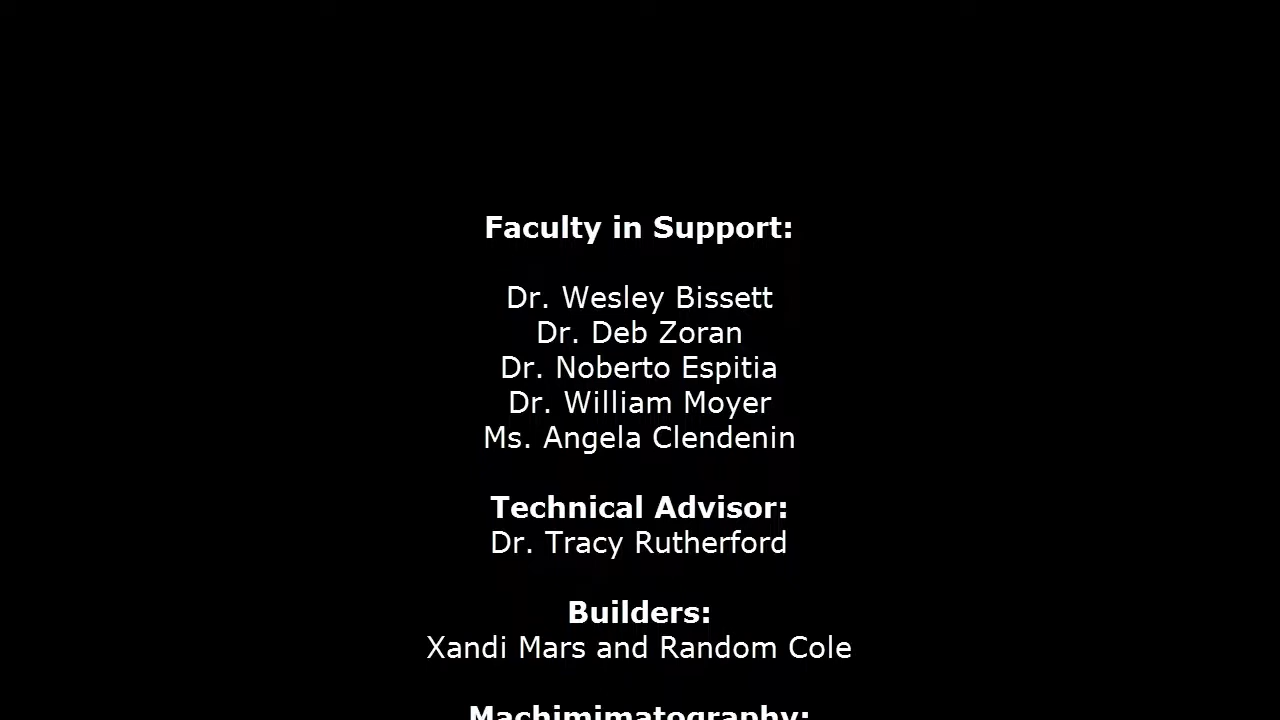 Faculty in Support:
Dr. Wesley Bissett
Dr. Deb Zoran
Dr. Noberto Espitia
Dr. William Moyer
Ms. Angela Clendenin
Technical Advisor:
Dr. Tracy Rutherford
Builders:
Xandi Mars and Random Cole
Machimimatography: